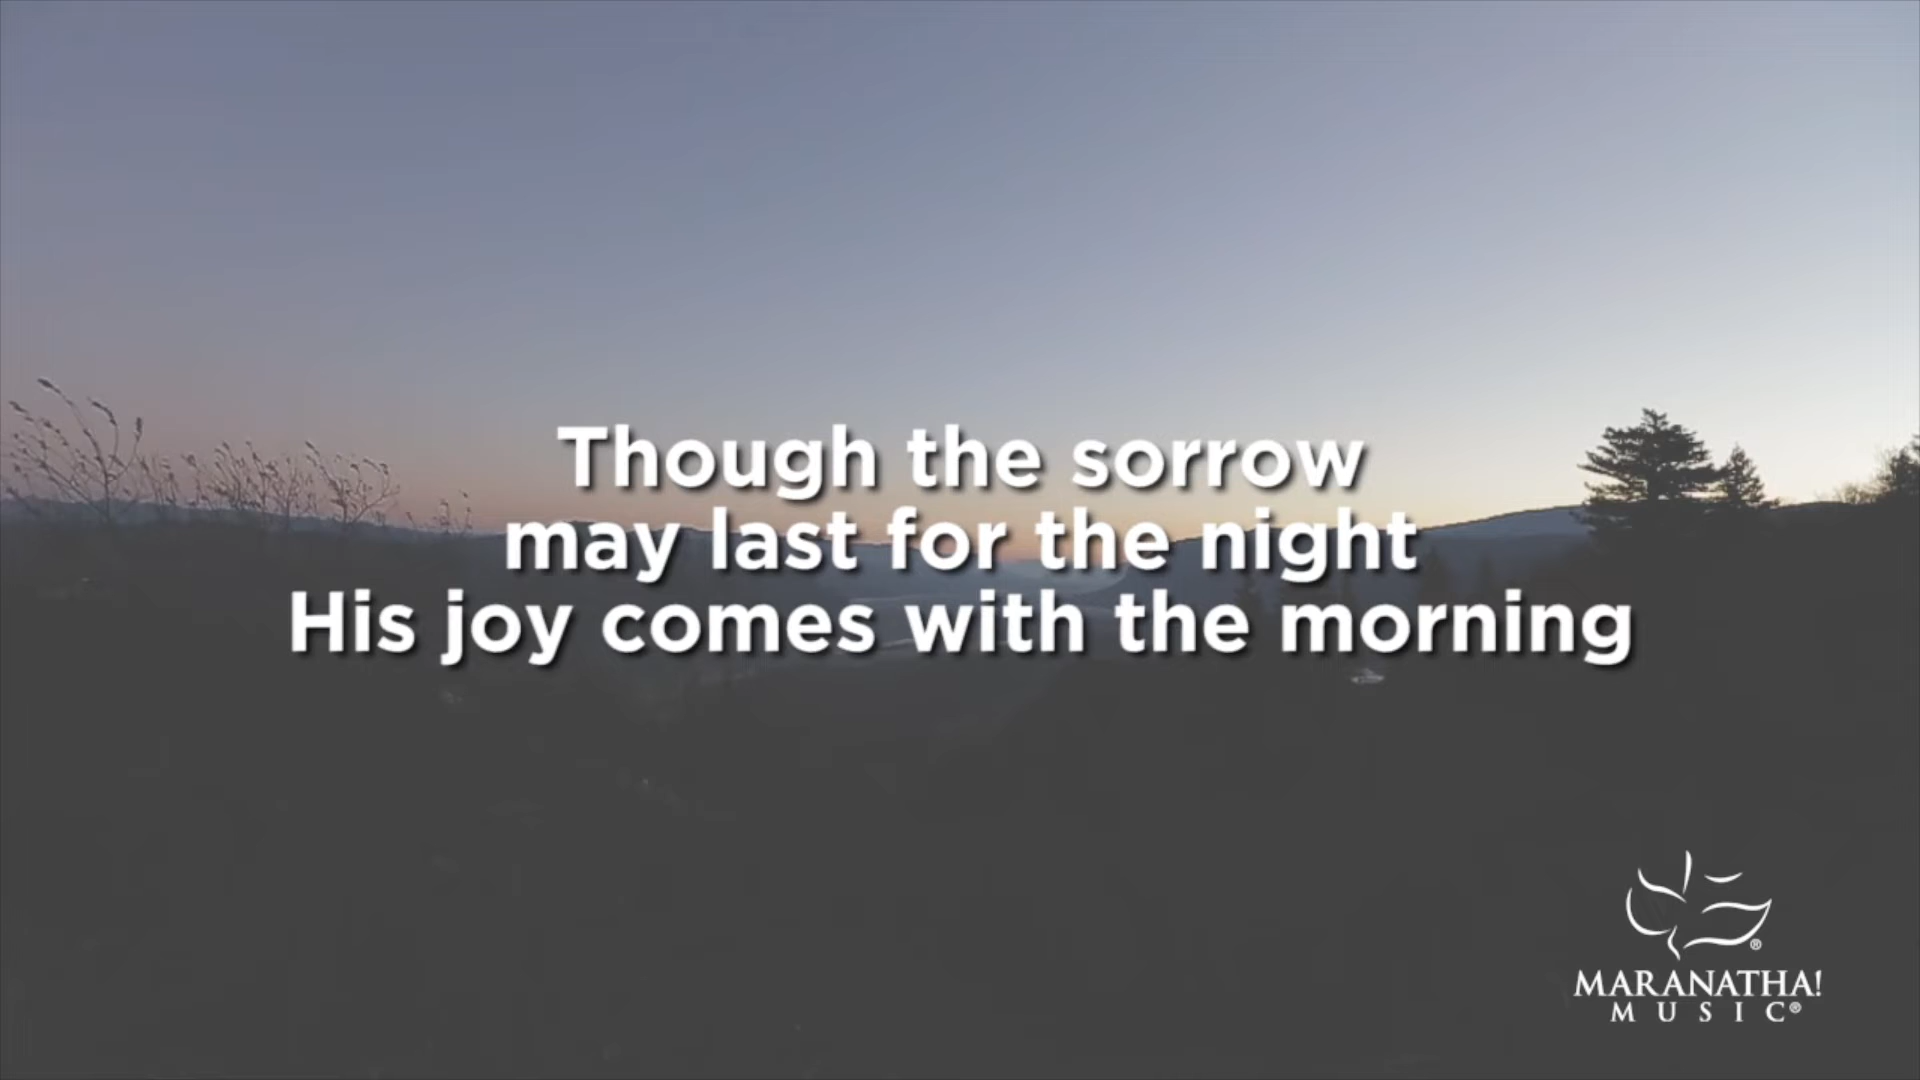 Though the sorrow
may last for the night
His joy comes with the morning
®
MARANATHA!
MUSIC®